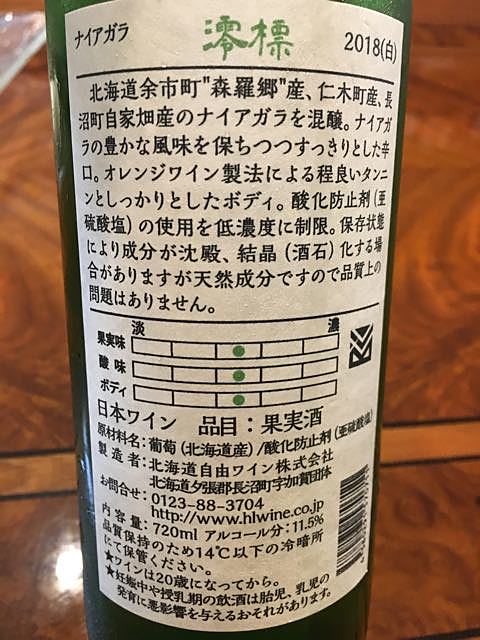 ナイアガラ 澪標 2018(白)
北海道余市町"森羅郷"産、仁木町産、長
沼町自家畑産のナイアガラを混醸。ナイアガ
ラの豊かな風味を保ちつつすっきりとした辛
口。オレンジワイン製法による程良いタンニ
ンとしっかりとしたボディ。酸化防止剤(亜
硫酸塩)の使用を低濃度に制限。保存状態
により成分が沈殿、結晶(酒石)化する場
合がありますが天然成分ですので品質上の
問題はありません。
淡 濃
果実味
酸味
ボディ
日本ワイン 品目:果実酒
原材料名:葡萄(北海道産)/酸化防止剤(亜硫酸塩)
製造者:北海道自由ワイン株式会社
北海道夕張郡長沼町字加賀団体
お問合せ:0123-88-3704
http://www.hlwine.co.jp
内容量:720ml アルコール分:11.5%
品質保持のため14℃以下の冷暗所
にて保管ください。
★ワインは20歳になってから。
★妊娠中や授乳期の飲酒は胎児、乳児の
発育に悪影響を与えるおそれがあります。